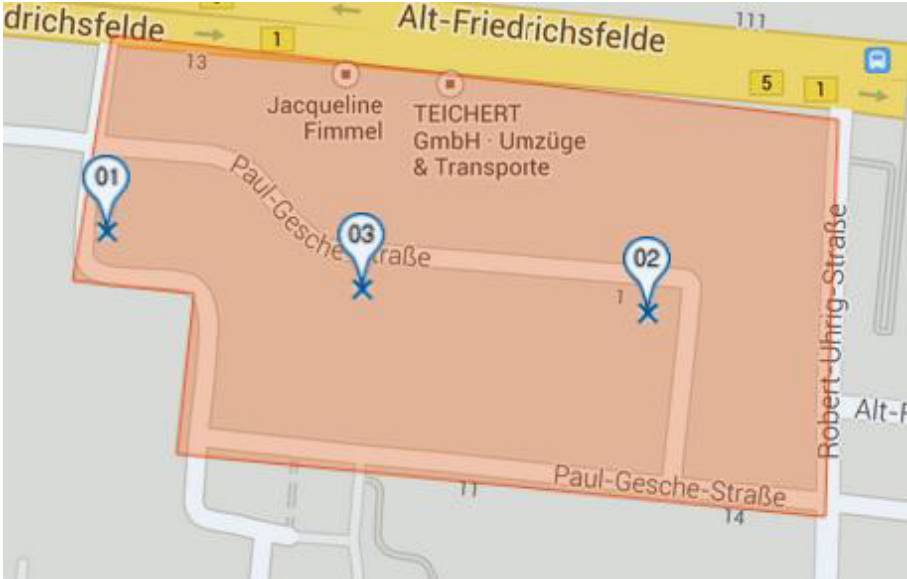 drichsfelde
1
Alt-Friedrichsfelde
111
13
5
1
Jacqueline
Fimmel
TEICHERT
GmbH · Umzüge
& Transporte
01
Paul-Gesche-Straße
03
02
1
Robert-Uhrig-Straße
Alt-F
Paul-Gesche-Straße
11
14